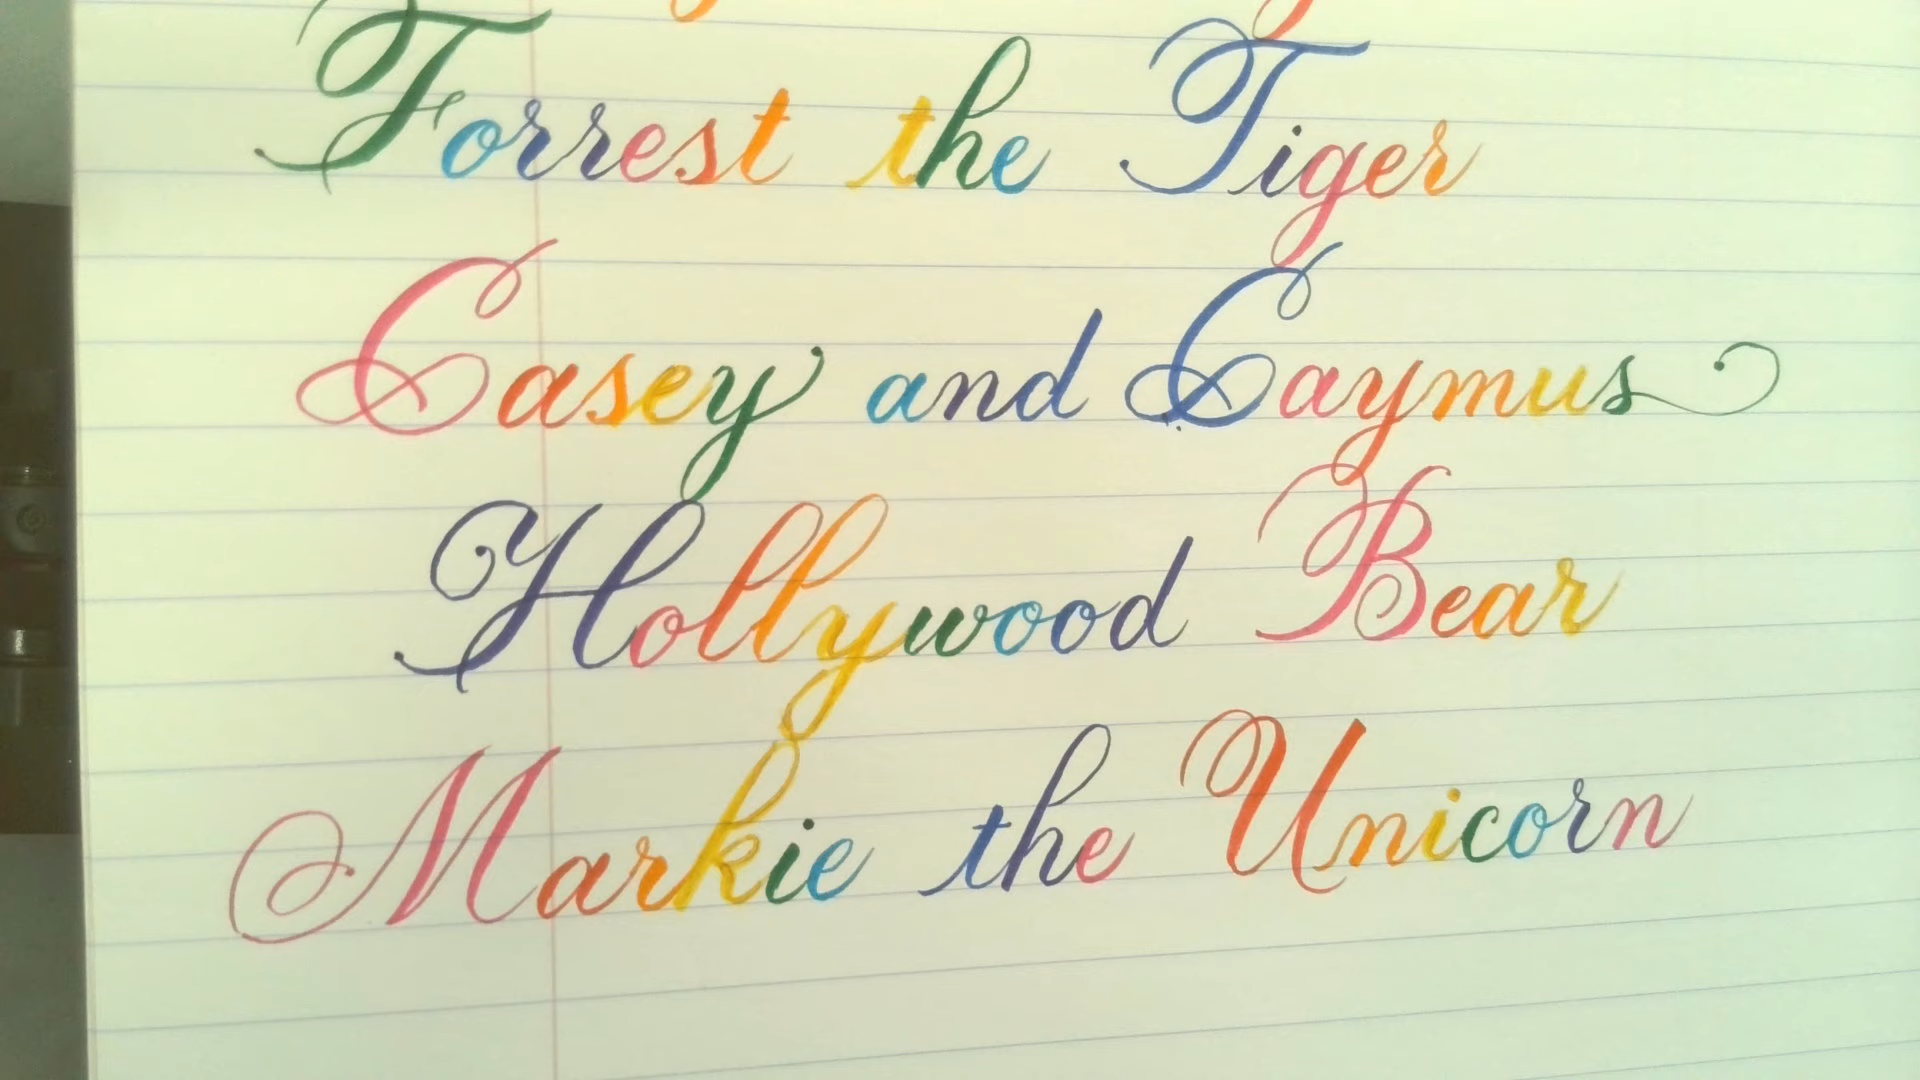 Forrest the Tiger
Casey and Caymus
Hollywood Bear
Markie the Unicorn